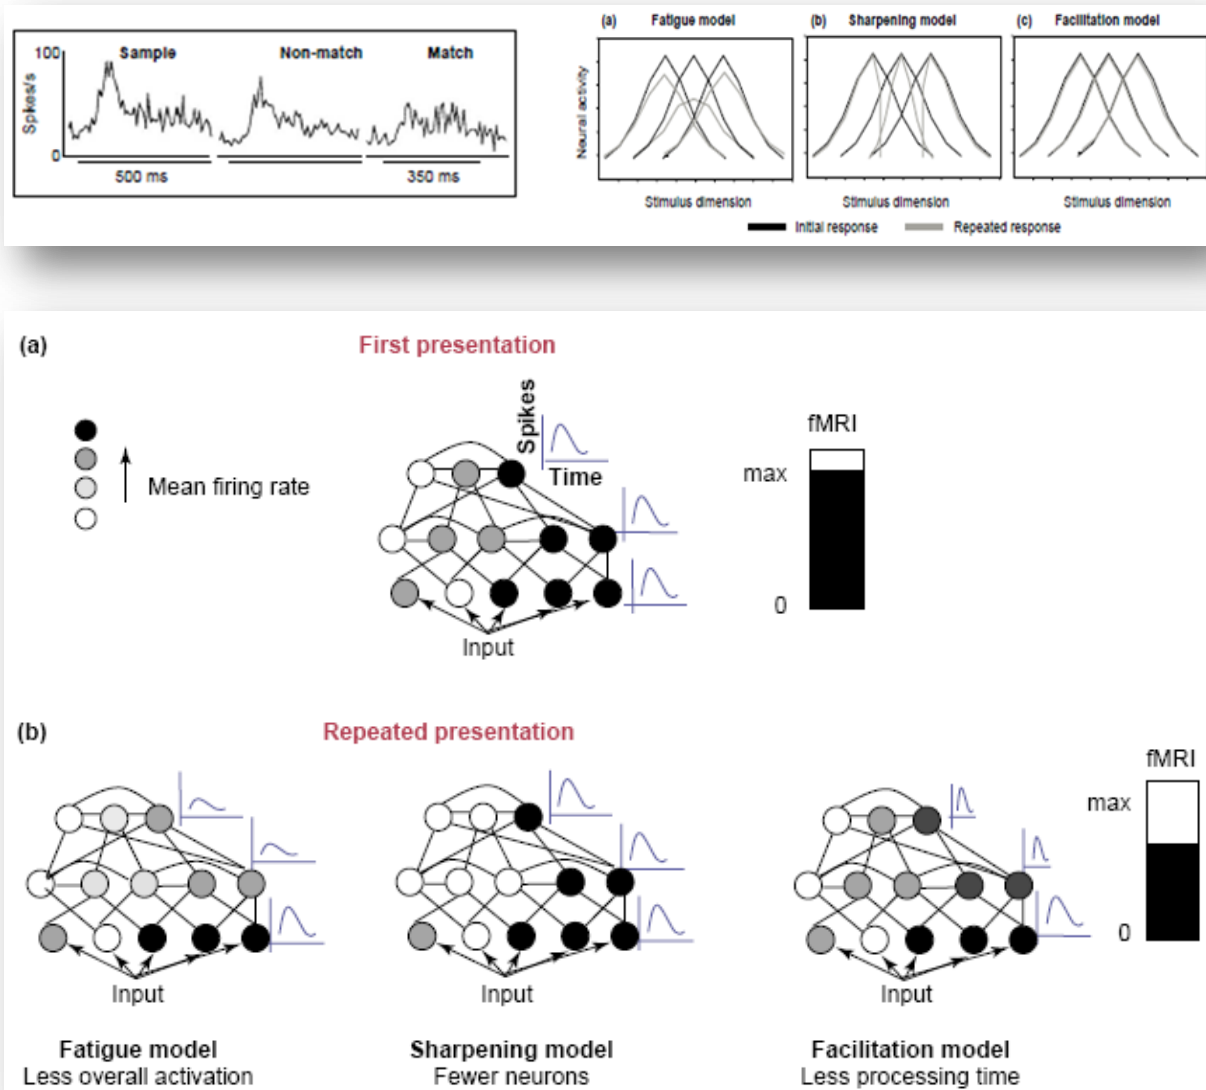 100
Sample
Non-match
Match
Spikes/s
0
500 ms
350 ms
(a) Fatigue model
(b) Sharpening model
(c) Facilitation model
Neural activity
Stimulus dimension
Stimulus dimension
Stimulus dimension
Initial response
Repeated response
(a)
First presentation
Mean firing rate
Spikes
Time
Input
fMRI
max
0
(b)
Repeated presentation
fMRI
max
0
Input
Input
Input
Fatigue model
Less overall activation
Sharpening model
Fewer neurons
Facilitation model
Less processing time